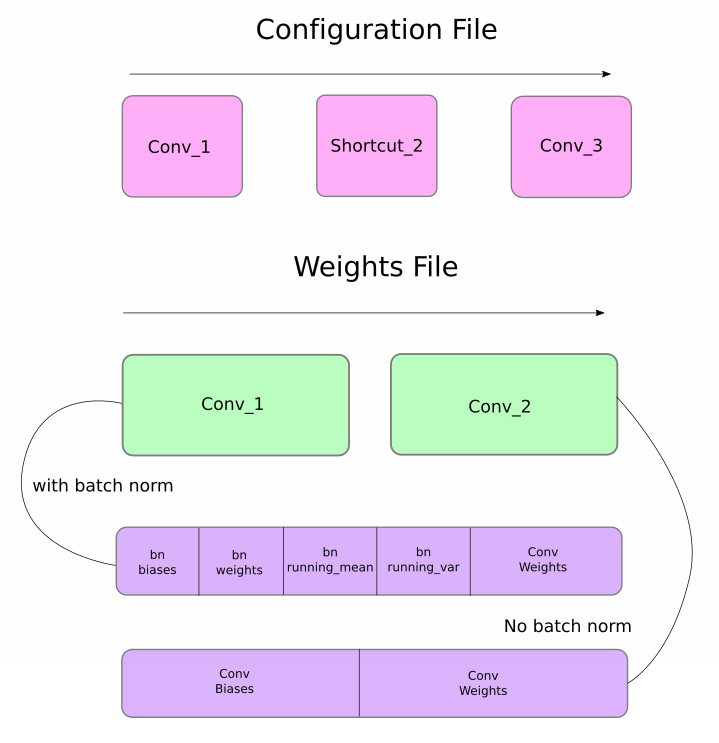 Configuration File
Conv_1
Shortcut_2
Conv_3
Weights File
Conv_1
Conv_2
with batch norm
bn
biases
bn
weights
bn
running_mean
bn
running_var
Conv
Weights
No batch norm
Conv
Biases
Conv
Weights